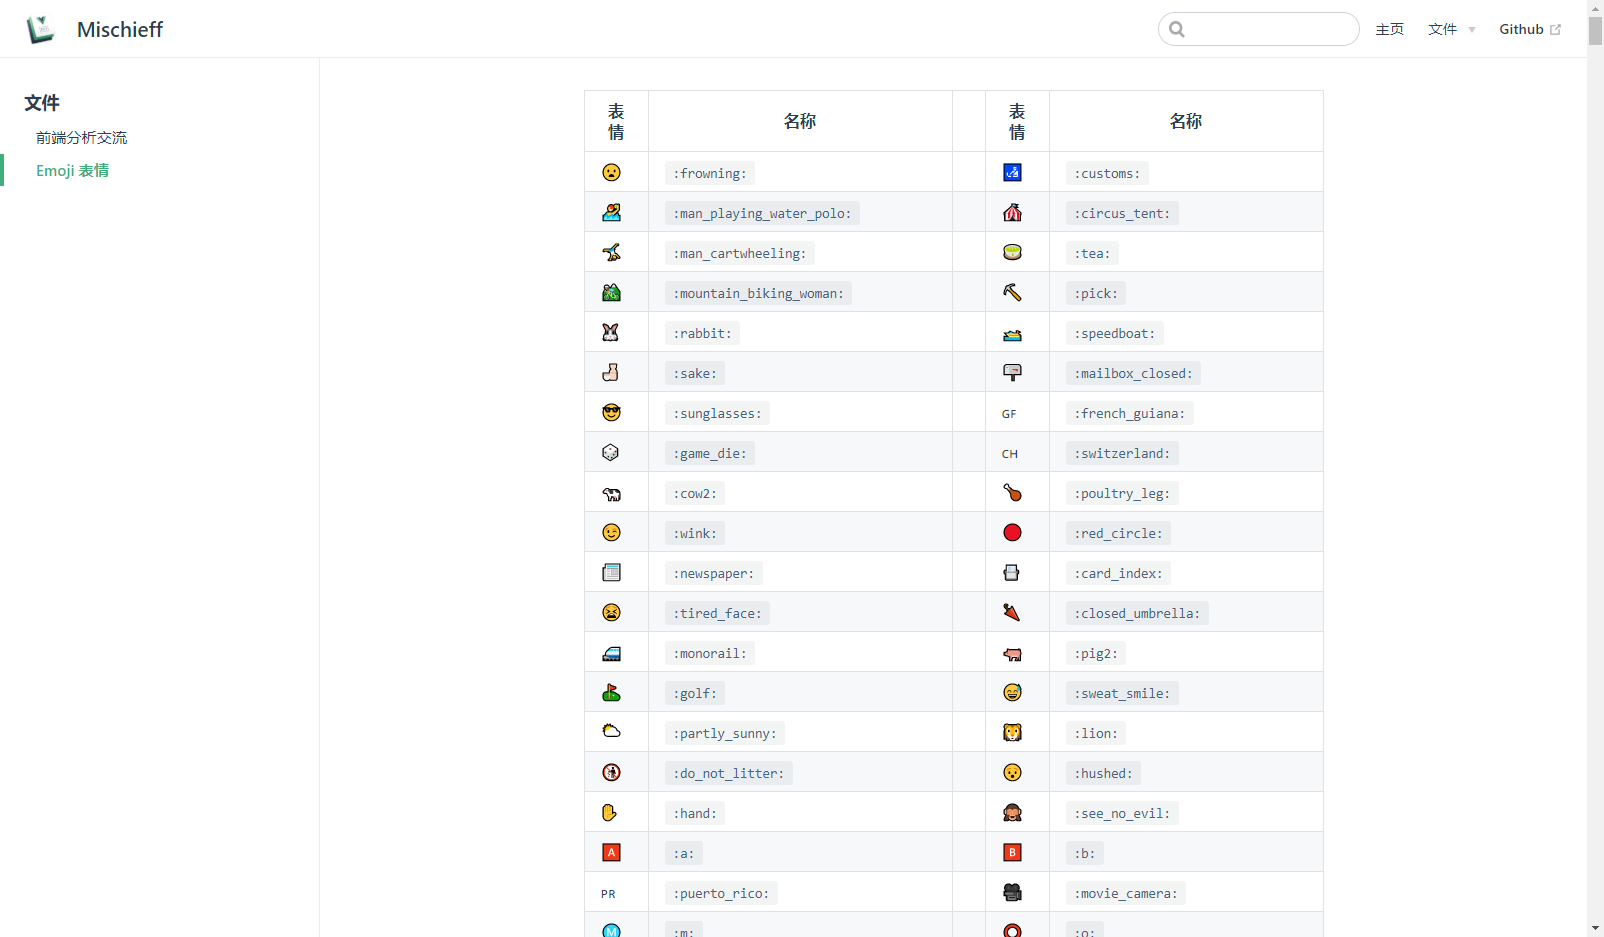 Mischieff
主页 文件 Github
文件
前端分析交流
Emoji 表情
表情 名称 表情 名称
:frowning: :customs:
:man_playing_water_polo: :circus_tent:
:man_cartwheeling: :tea:
:mountain_biking_woman: :pick:
:rabbit: :speedboat:
:sake: :mailbox_closed:
:sunglasses: GF :french_guiana:
:game_die: CH :switzerland:
:cow2: :poultry_leg:
:wink: :red_circle:
:newspaper: :card_index:
:tired_face: :closed_umbrella:
:monorail: :pig2:
:golf: :sweat_smile:
:partly_sunny: :lion:
:do_not_litter: :hushed:
:hand: :see_no_evil:
A :a: B :b:
PR :puerto_rico: :movie_camera:
M :m: :o: